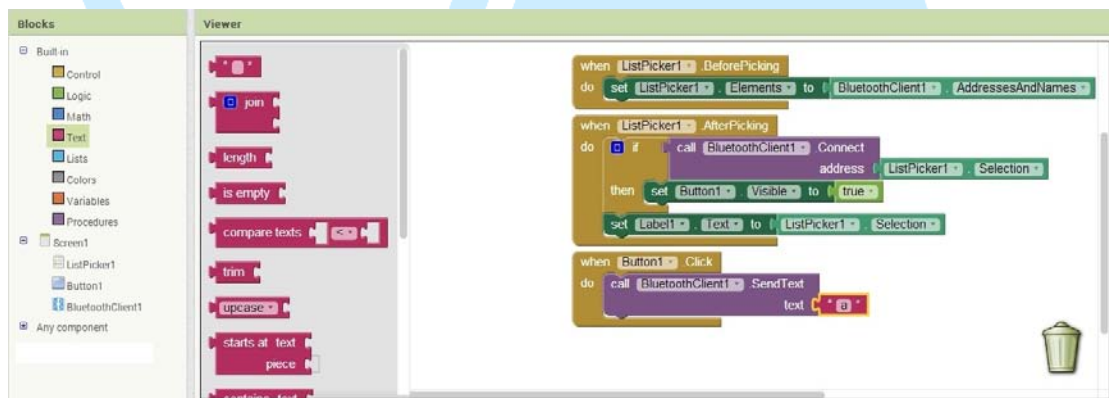 Blocks
Viewer
Built-in
Control
Logic
Math
Text
Lists
Colors
Variables
Procedures
Screen1
ListPicker1
Button1
BluetoothClient1
Any component
" "
join
length
is empty
compare texts <
trim
upcase
starts at text
piece
contains text
when ListPicker1 .BeforePicking
do set ListPicker1 . Elements to BluetoothClient1 . AddressesAndNames
when ListPicker1 .AfterPicking
do if call BluetoothClient1 .Connect
address ListPicker1 . Selection
then set Button1 . Visible to true
set Label1 . Text to ListPicker1 . Selection
when Button1 .Click
do call BluetoothClient1 .SendText
text " a "